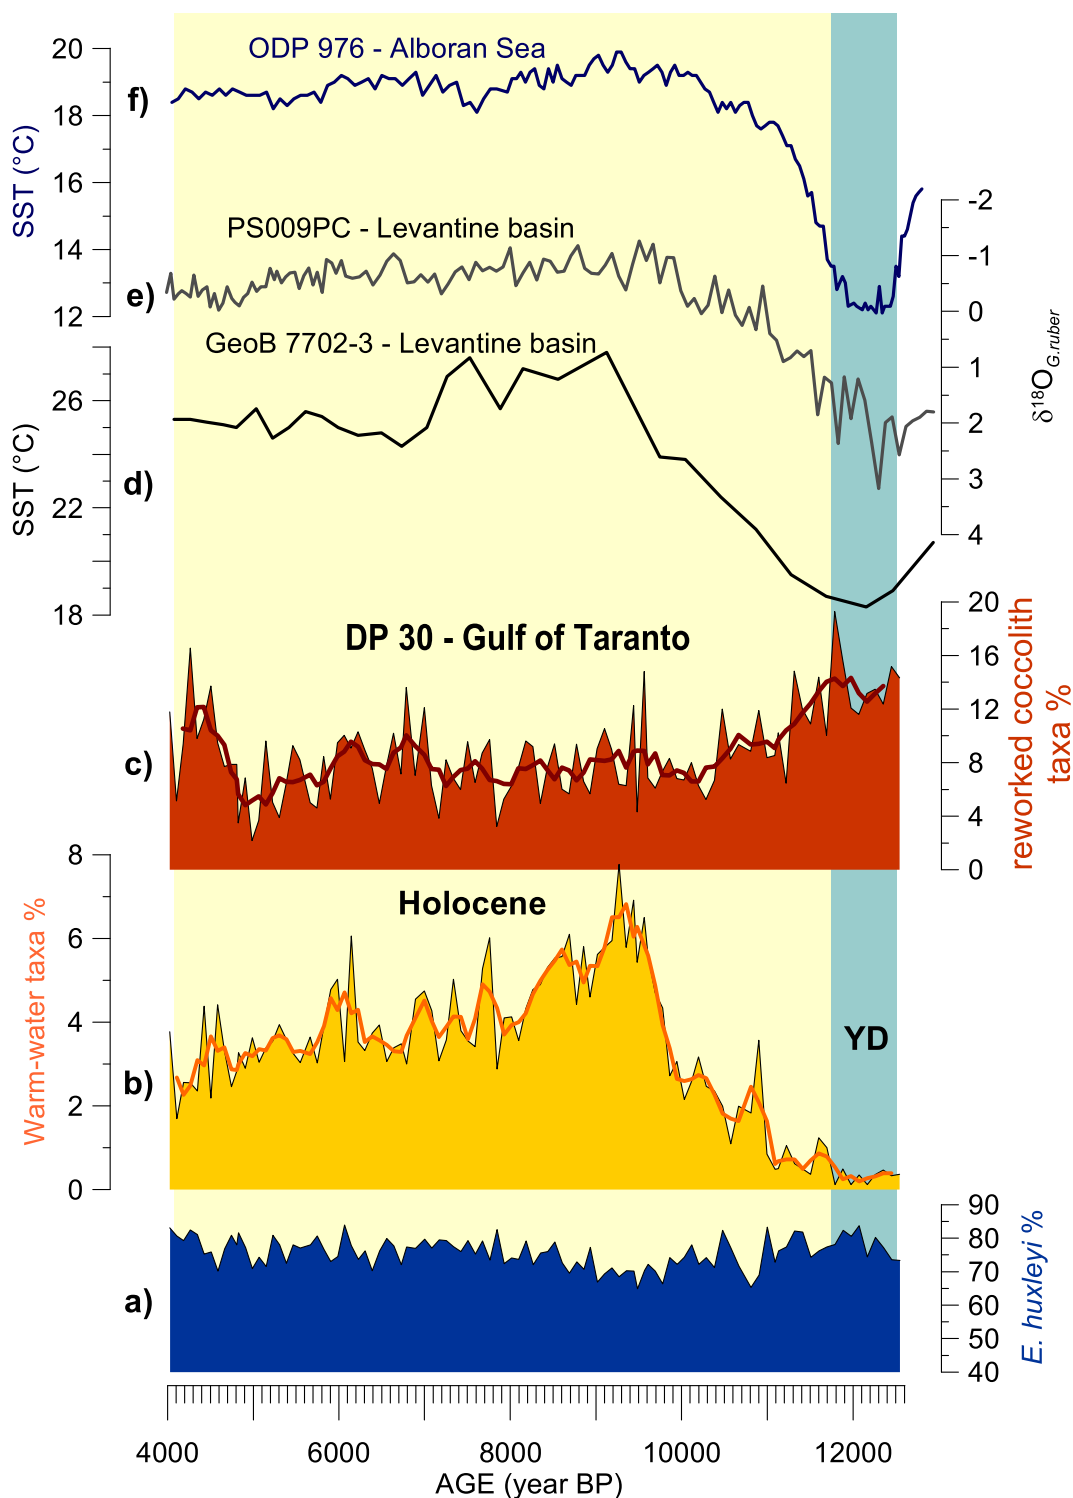 ODP 976 - Alboran Sea
f)
20
18
16
14
12
SST (°C)
PS009PC - Levantine basin
e)
-2
-1
0
1
2
3
4
δ18OG.ruber
GeoB 7702-3 - Levantine basin
d)
26
22
18
SST (°C)
DP 30 - Gulf of Taranto
c)
20
16
12
8
4
0
reworked coccolith
taxa %
Holocene
YD
b)
8
6
4
2
0
Warm-water taxa %
a)
90
80
70
60
50
40
E. huxleyi %
4000 6000 8000 10000 12000
AGE (year BP)